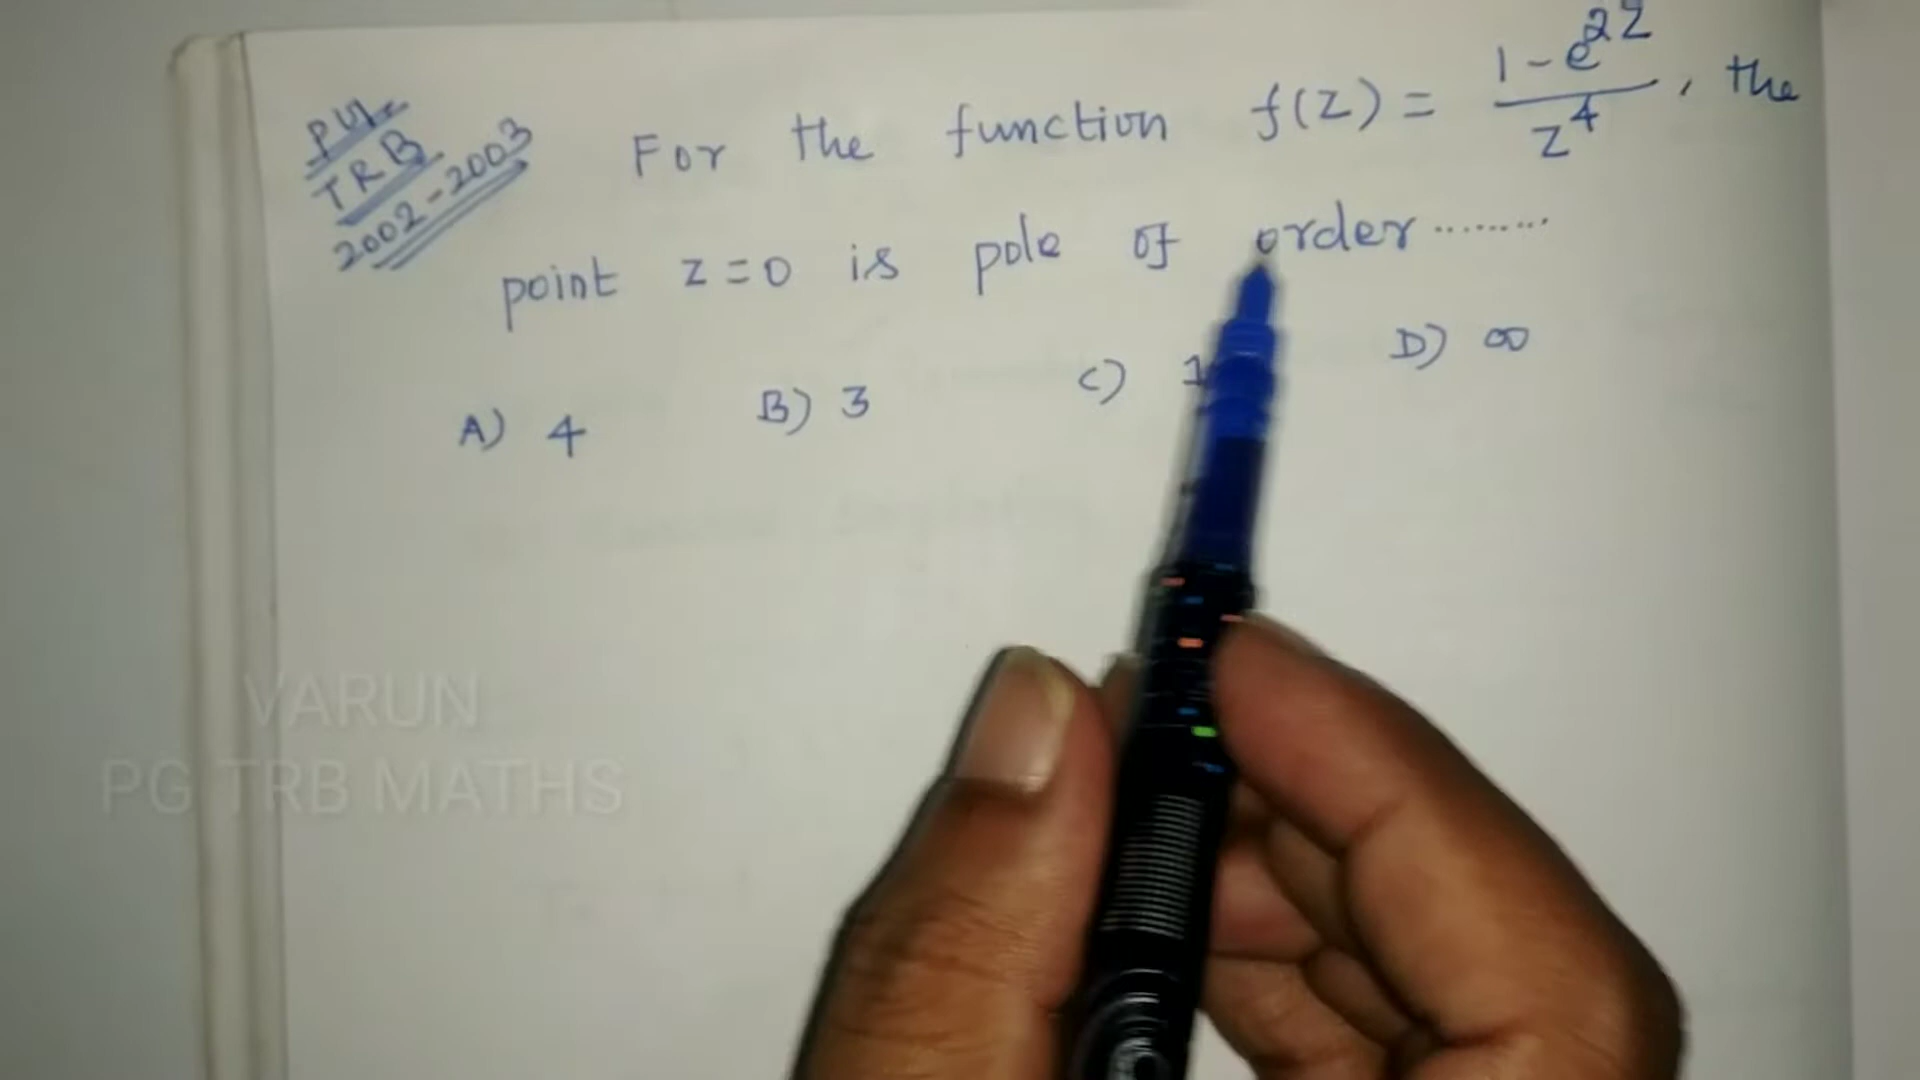 PG
TRB
2002-2003
For the function f(z) = 1-e^2z / z^4, the
point z=0 is pole of order.........
A) 4 B) 3 C) 1 D) ∞
VARUN
PG TRB MATHS